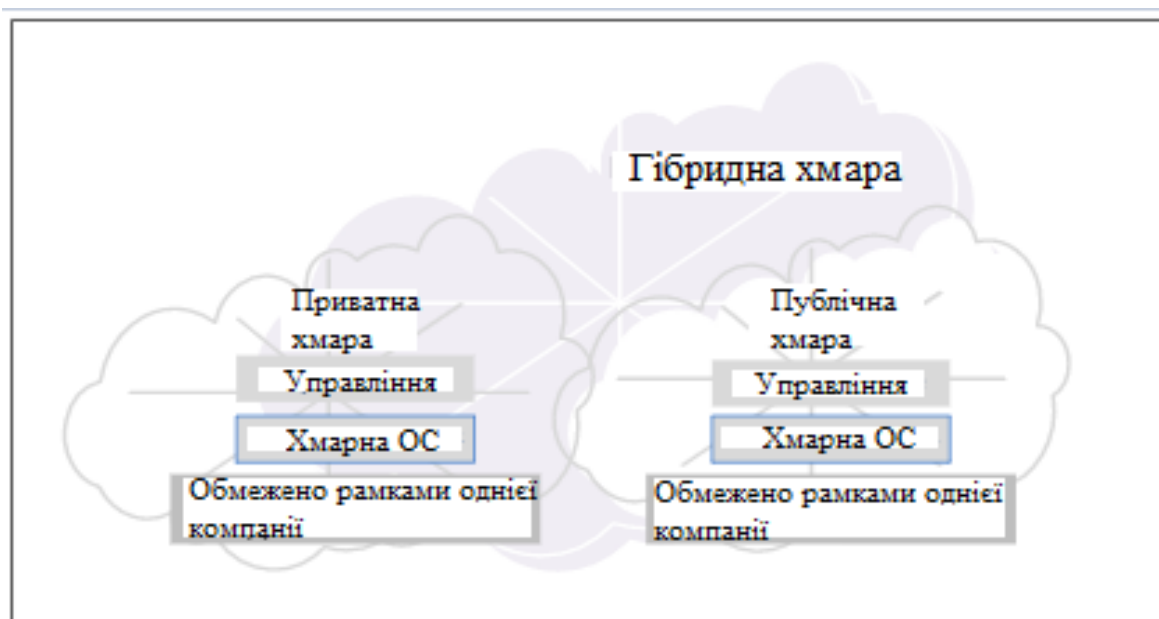 Гібридна хмара
Приватна
хмара
Управління
Хмарна ОС
Обмежено рамками однієї
компанії
Публічна
хмара
Управління
Хмарна ОС
Обмежено рамками однієї
компанії